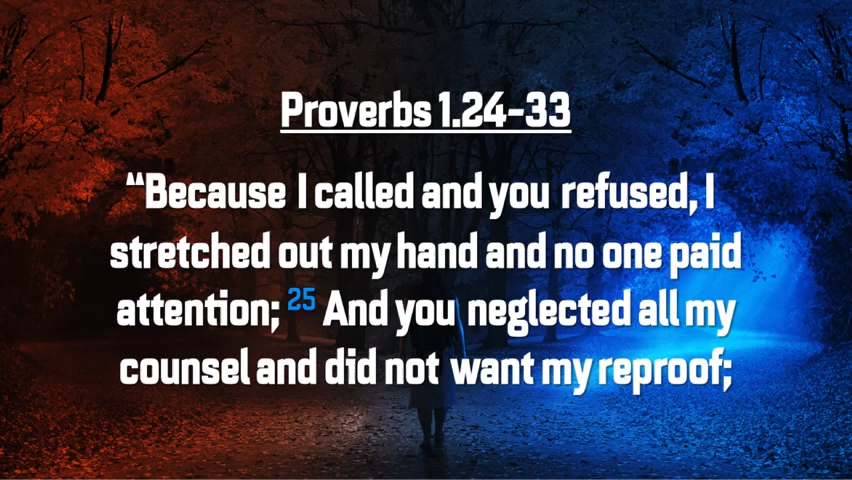 Proverbs 1.24-33
“Because I called and you refused, I
stretched out my hand and no one paid
attention; 25 And you neglected all my
counsel and did not want my reproof;